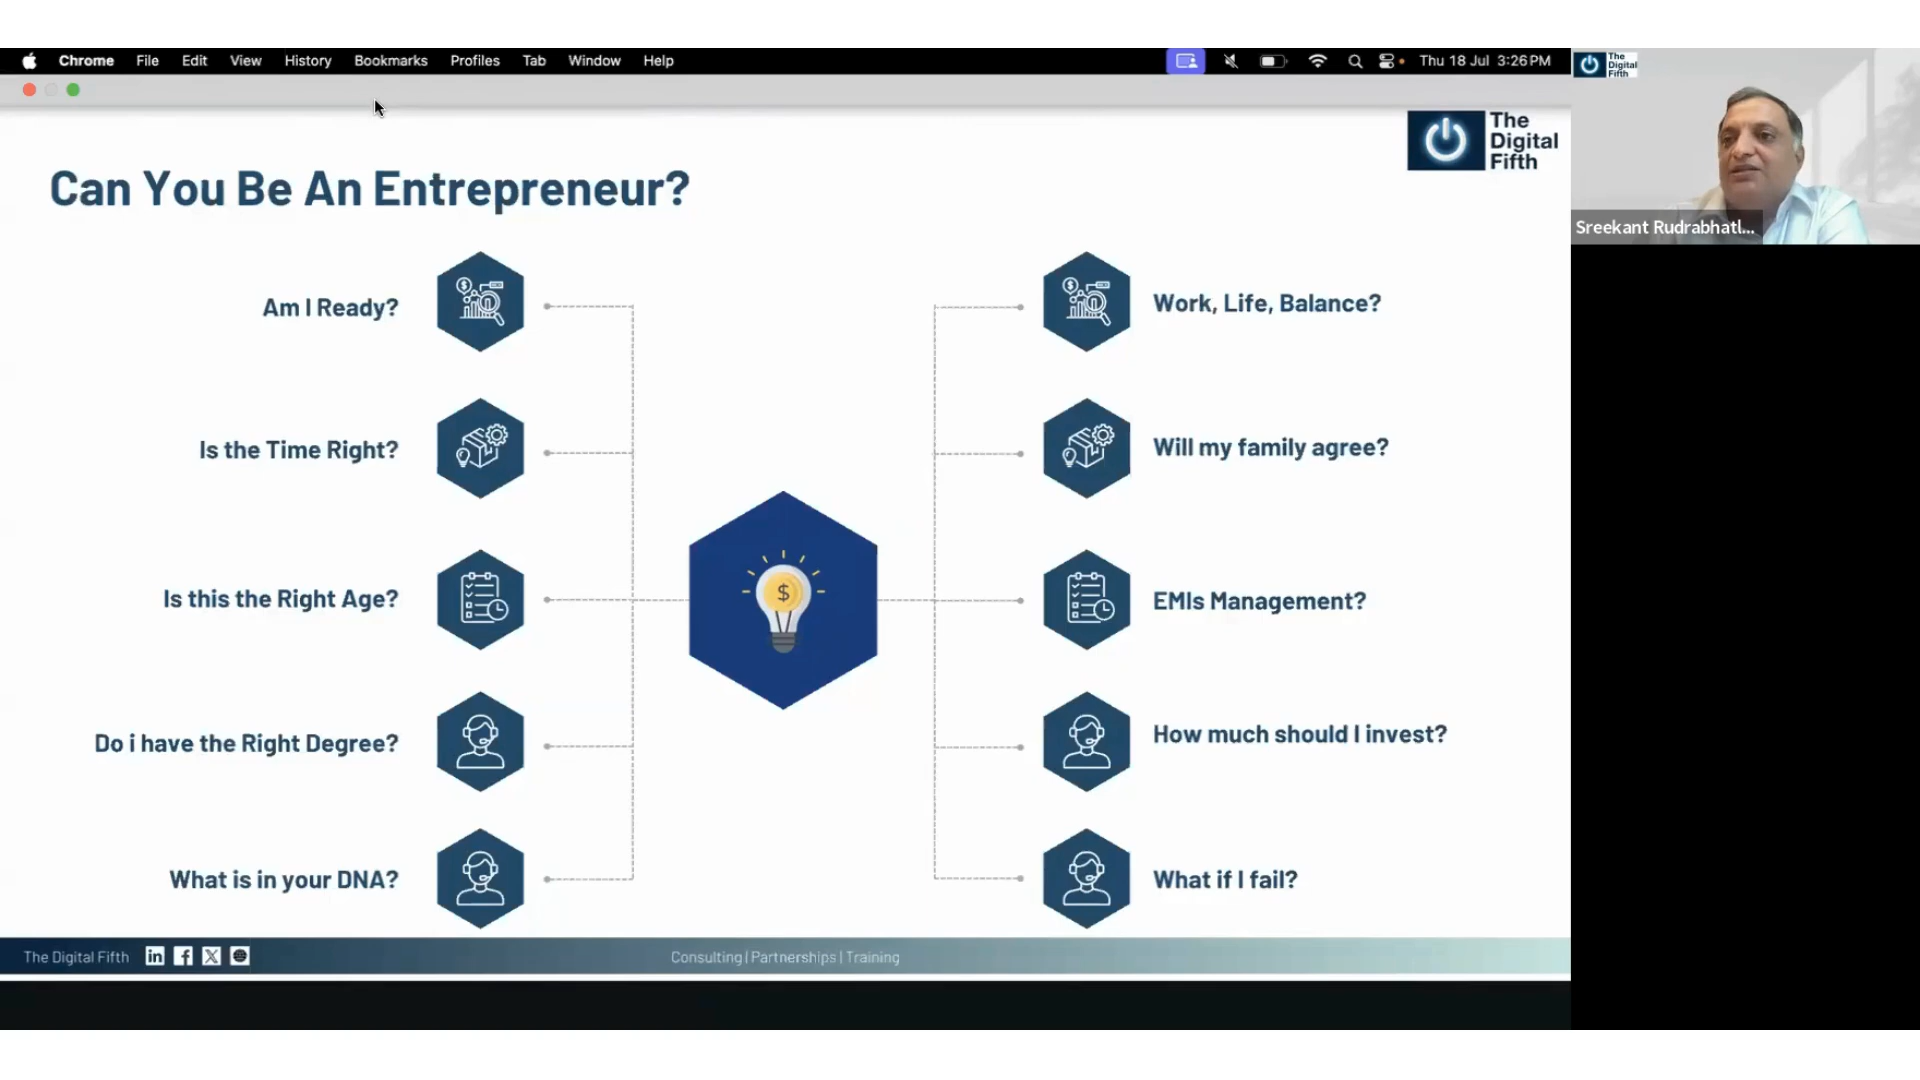 Chrome File Edit View History Bookmarks Profiles Tab Window Help
Thu 18 Jul 3:26 PM
The
Digital
Fifth
The
Digital
Fifth
Sreekant Rudrabhatl...
Can You Be An Entrepreneur?
Am I Ready?
Is the Time Right?
Is this the Right Age?
Do i have the Right Degree?
What is in your DNA?
$
Work, Life, Balance?
Will my family agree?
EMIs Management?
How much should I invest?
What if I fail?
The Digital Fifth
Consulting | Partnerships | Training